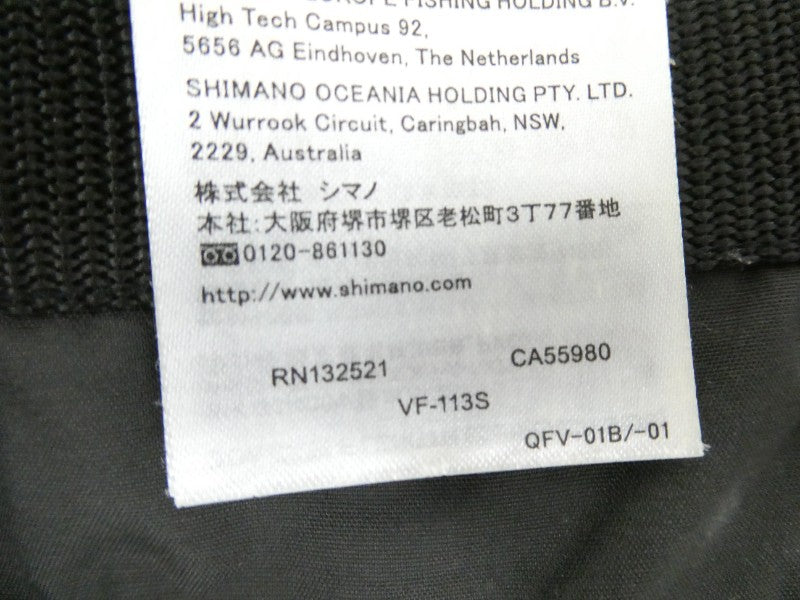 EUROPE FISHING HOLDING B.V.
High Tech Campus 92,
5656 AG Eindhoven, The Netherlands
SHIMANO OCEANIA HOLDING PTY. LTD.
2 Wurrook Circuit, Caringbah, NSW,
2229, Australia
株式会社 シマノ
本社:大阪府堺市堺区老松町3丁77番地
0120-861130
http://www.shimano.com
RN132521 CA55980
VF-113S
QFV-01B/-01